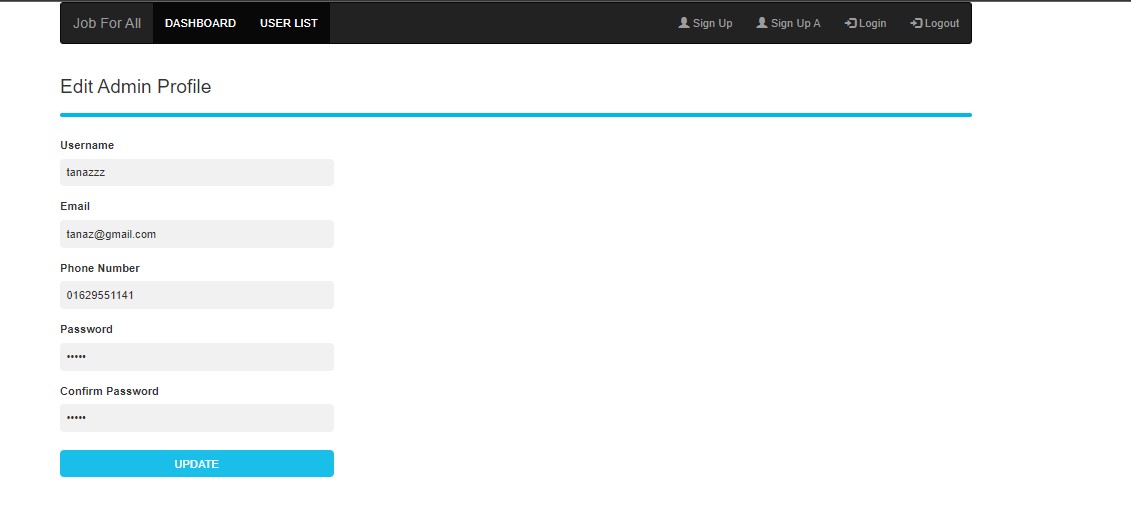 Job For All DASHBOARD USER LIST Sign Up Sign Up A Login Logout
Edit Admin Profile
Username
tanazzz
Email
tanaz@gmail.com
Phone Number
01629551141
Password
•••••
Confirm Password
•••••
UPDATE